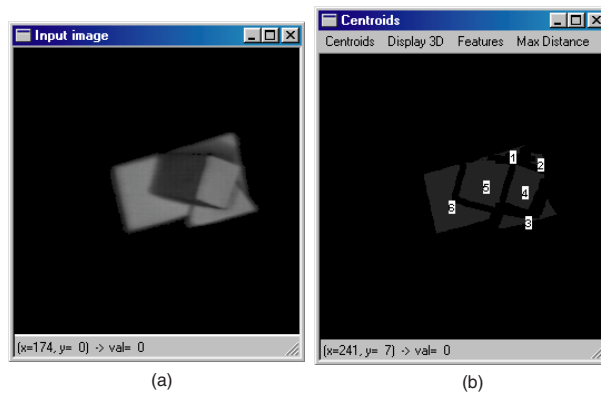 Input image
(x=174, y= 0) -> val= 0
(a)
Centroids
Centroids Display 3D Features Max Distance
1
2
5
4
6
3
(x=241, y= 7) -> val= 0
(b)